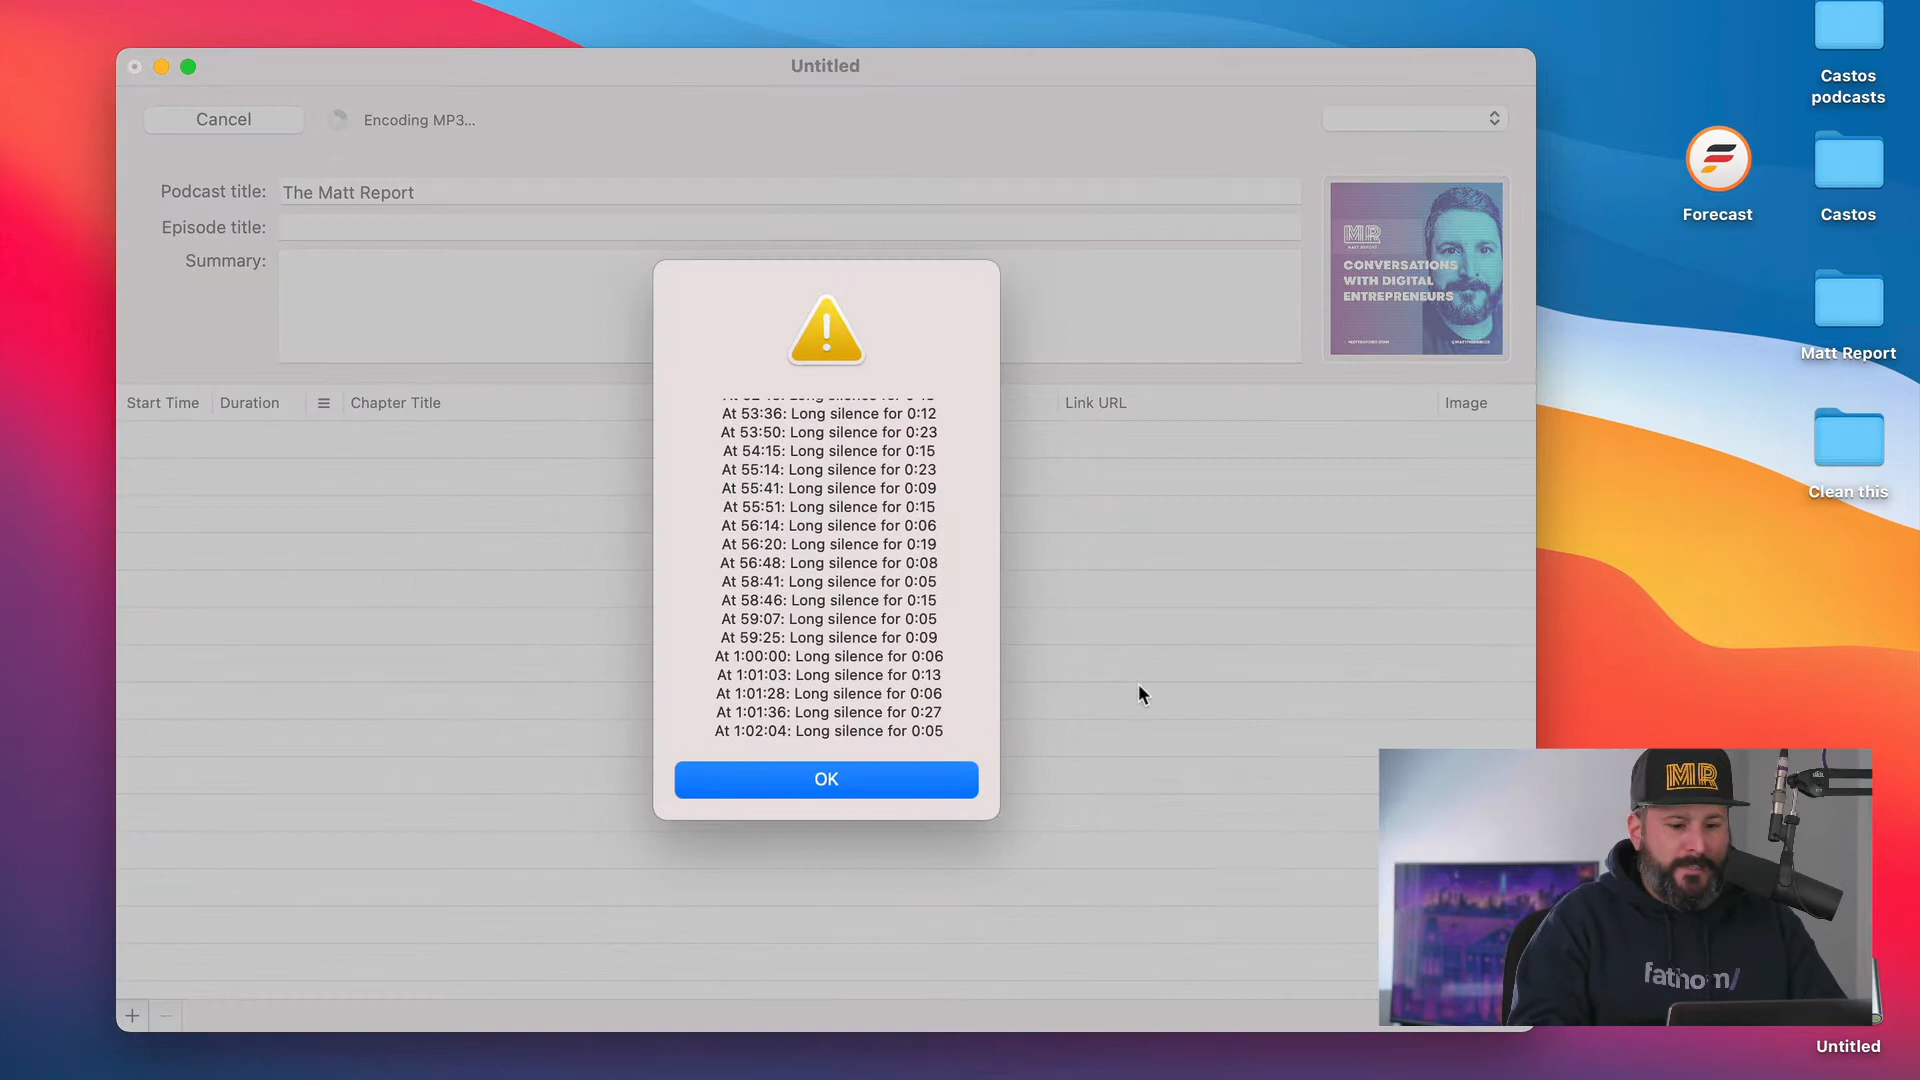 Untitled
Cancel
Encoding MP3...
Podcast title: The Matt Report
Episode title:
Summary:
MR
MATT REPORT
CONVERSATIONS
WITH DIGITAL
ENTREPRENEURS
Start Time Duration Chapter Title Link URL Image
At 53:36: Long silence for 0:12
At 53:50: Long silence for 0:23
At 54:15: Long silence for 0:15
At 55:14: Long silence for 0:23
At 55:41: Long silence for 0:09
At 55:51: Long silence for 0:15
At 56:14: Long silence for 0:06
At 56:20: Long silence for 0:19
At 56:48: Long silence for 0:08
At 58:41: Long silence for 0:05
At 58:46: Long silence for 0:15
At 59:07: Long silence for 0:05
At 59:25: Long silence for 0:09
At 1:00:00: Long silence for 0:06
At 1:01:03: Long silence for 0:13
At 1:01:28: Long silence for 0:06
At 1:01:36: Long silence for 0:27
At 1:02:04: Long silence for 0:05
OK
Castos
podcasts
Forecast
Castos
Matt Report
Clean this
MR
fathom/
Untitled